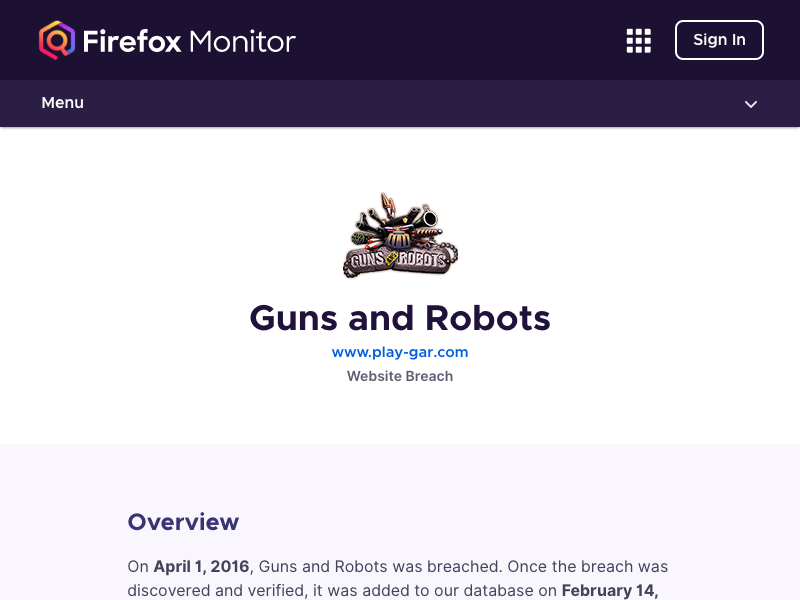 Firefox Monitor
Sign In
Menu
GUNS ROBOTS
Guns and Robots
www.play-gar.com
Website Breach
Overview
On April 1, 2016, Guns and Robots was breached. Once the breach was
discovered and verified, it was added to our database on February 14,